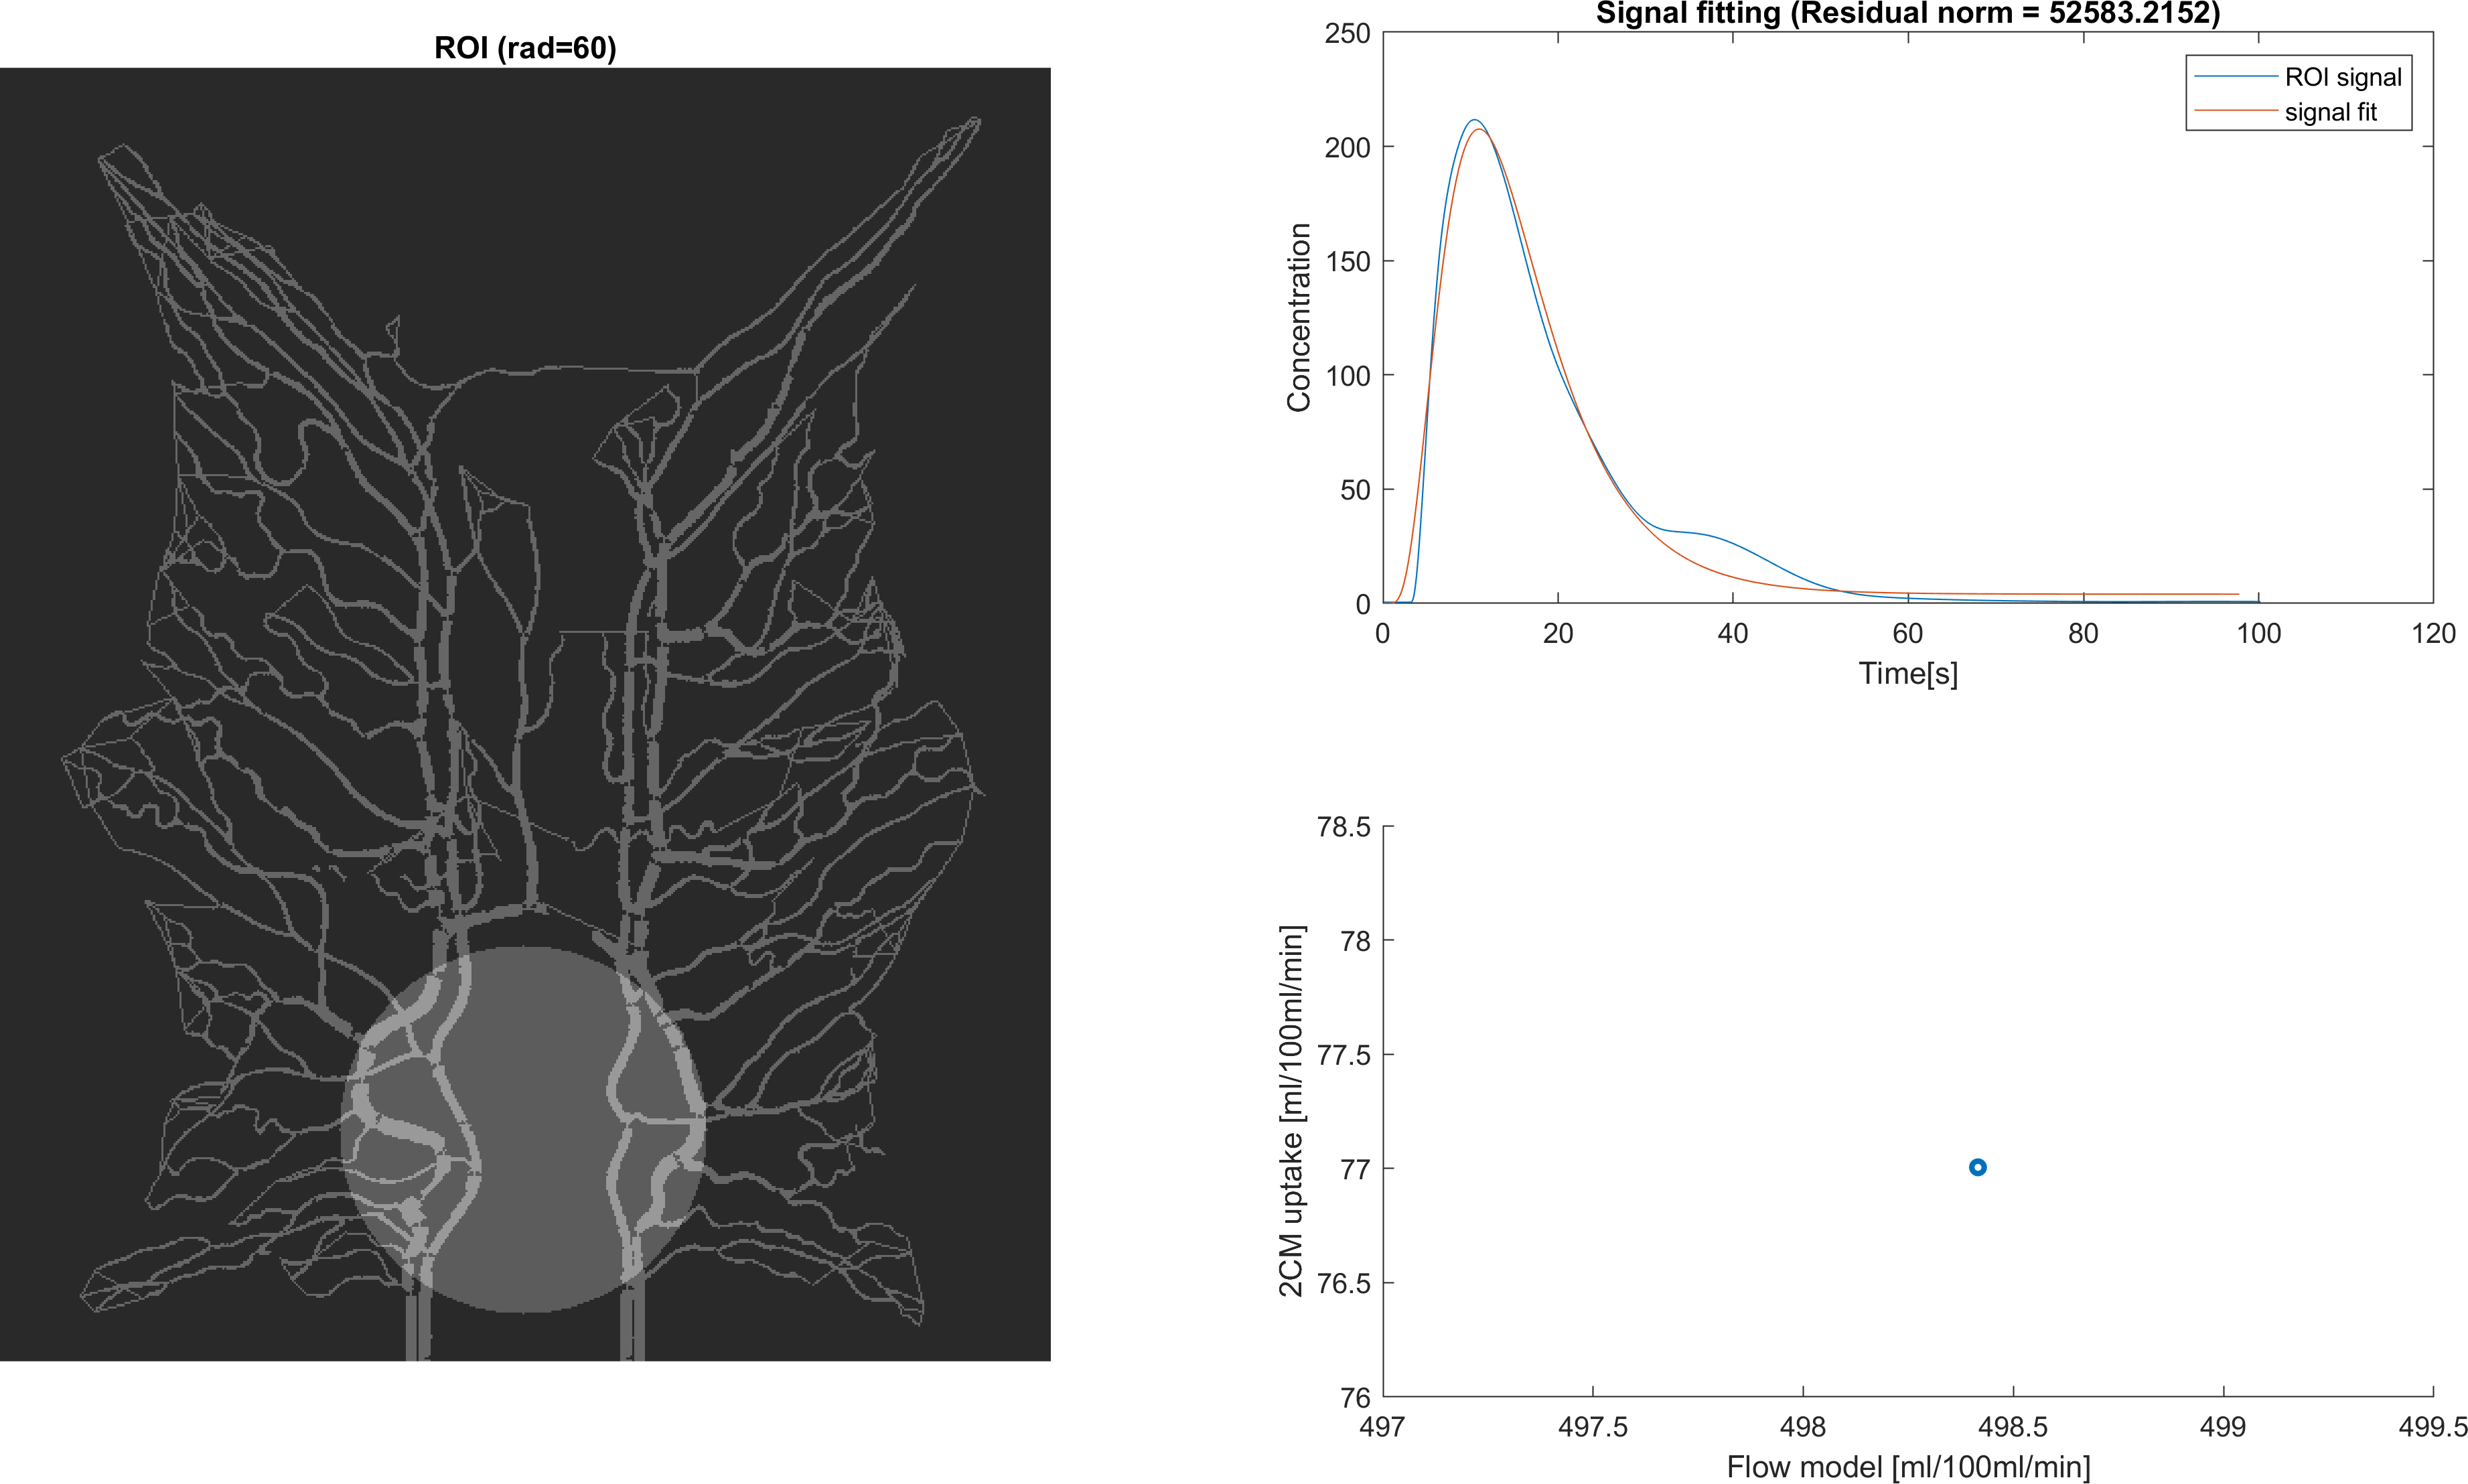 ROI (rad=60)
Signal fitting (Residual norm = 52583.2152)
250
200
150
100
50
0
Concentration
ROI signal
signal fit
0 20 40 60 80 100 120
Time[s]
78.5
78
77.5
77
76.5
76
2CM uptake [ml/100ml/min]
497 497.5 498 498.5 499 499.5
Flow model [ml/100ml/min]